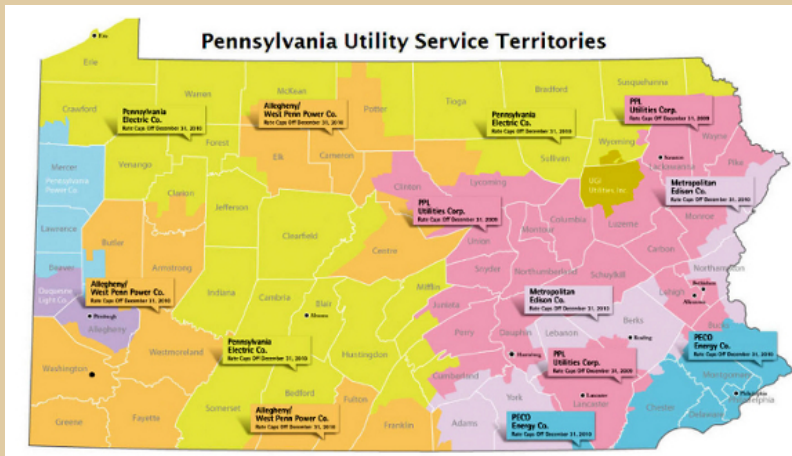 Pennsylvania Utility Service Territories
Erie
Erie
Crawford
Warren
McKean
Potter
Tioga
Bradford
Susquehanna
Pennsylvania
Electric Co.
Rate Caps Off December 31, 2010
Allegheny/
West Penn Power Co.
Rate Caps Off December 31, 2010
Pennsylvania
Electric Co.
Rate Caps Off December 31, 2010
PPL
Utilities Corp.
Rate Caps Off December 31, 2009
Wayne
Forest
Elk
Cameron
Sullivan
Wyoming
Lackawanna
Pike
Mercer
Pennsylvania
Power Co.
Venango
Clarion
Jefferson
Clinton
Lycoming
UGI
Utilities, Inc.
Metropolitan
Edison Co.
Rate Caps Off December 31, 2010
PPL
Utilities Corp.
Rate Caps Off December 31, 2009
Lawrence
Butler
Armstrong
Clearfield
Centre
Union
Montour
Columbia
Luzerne
Monroe
Carbon
Beaver
Duquesne
Light Co.
Allegheny/
West Penn Power Co.
Rate Caps Off December 31, 2010
Pittsburgh
Allegheny
Indiana
Cambria
Blair
Altoona
Mifflin
Snyder
Northumberland
Schuylkill
Northampton
Lehigh
Allentown
Metropolitan
Edison Co.
Rate Caps Off December 31, 2010
Juniata
Perry
Dauphin
Lebanon
Berks
Reading
Bucks
Washington
Westmoreland
Pennsylvania
Electric Co.
Rate Caps Off December 31, 2010
Huntingdon
Cumberland
PPL
Utilities Corp.
Rate Caps Off December 31, 2009
PECO
Energy Co.
Rate Caps Off December 31, 2010
Montgomery
Philadelphia
Philadelphia
Greene
Fayette
Somerset
Bedford
Fulton
Franklin
Adams
York
Lancaster
Lancaster
Chester
Delaware
Allegheny/
West Penn Power Co.
Rate Caps Off December 31, 2010
PECO
Energy Co.
Rate Caps Off December 31, 2010